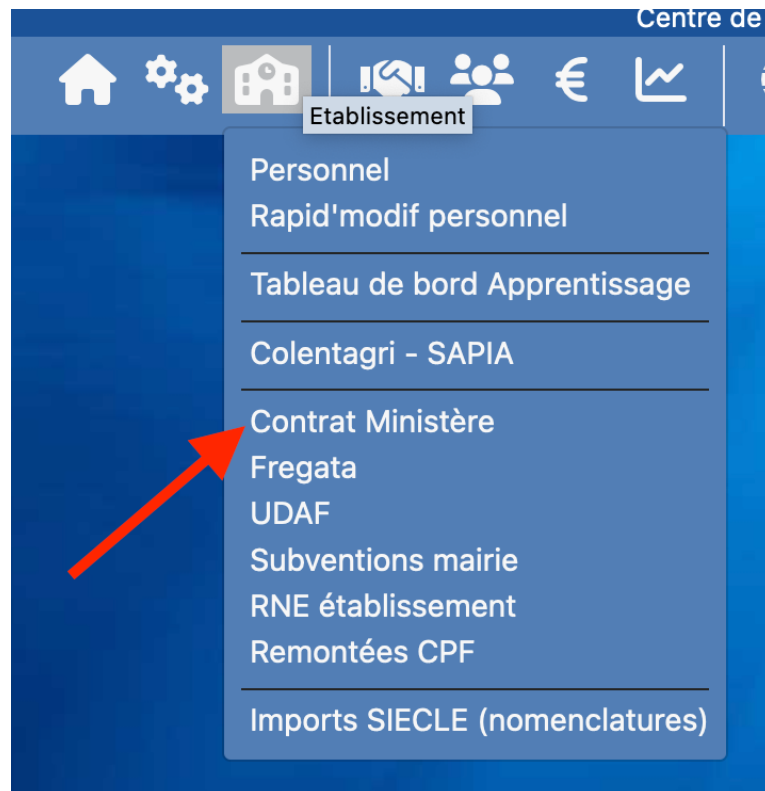 Centre de
Etablissement
Personnel
Rapid'modif personnel
Tableau de bord Apprentissage
Colentagri - SAPIA
Contrat Ministère
Fregata
UDAF
Subventions mairie
RNE établissement
Remontées CPF
Imports SIECLE (nomenclatures)